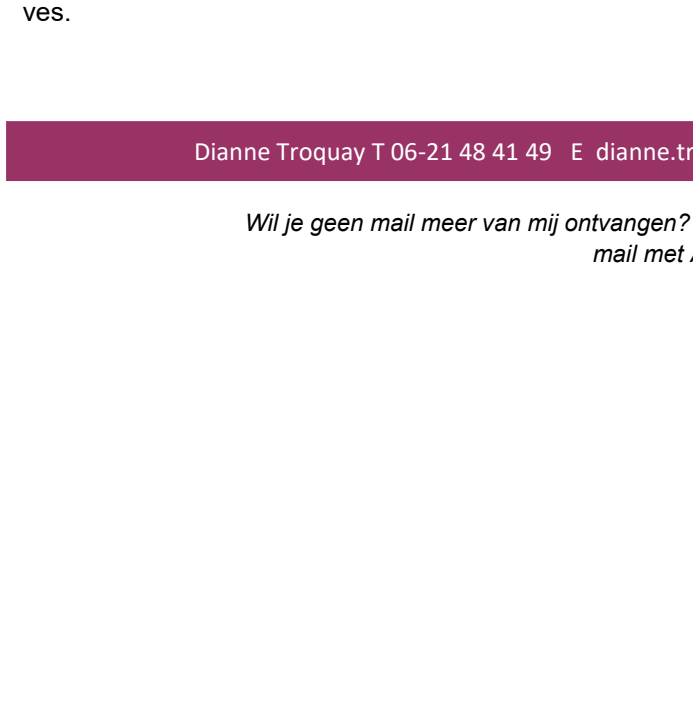 ves.
Dianne Troquay T 06-21 48 41 49 E dianne.tr
Wil je geen mail meer van mij ontvangen?
mail met